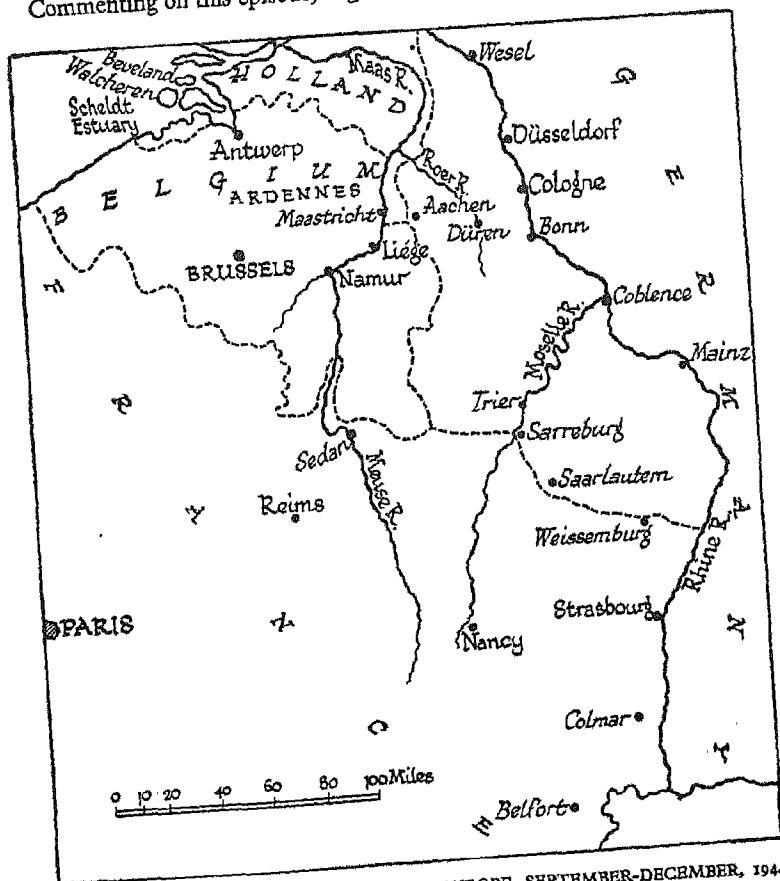 Commenting on this episode,
Wesel
Beveland
Walcheren
Scheldt
Estuary
HOLLAND
Maas R.
GERMANY
Düsseldorf
Antwerp
BELGIUM
ARDENNES
Roer R.
Cologne
Maastricht
Aachen
Düren
Bonn
Liége
BRUSSELS
Namur
Coblence
Moselle R.
Mainz
Trier
Sarreburg
Sedan
Meuse R.
Saarlautern
Reims
Weissemburg
Rhine R.
FRANCE
PARIS
Strasbourg
Nancy
Colmar
0 10 20 40 60 80 100 Miles
Belfort
SEPTEMBER-DECEMBER, 194